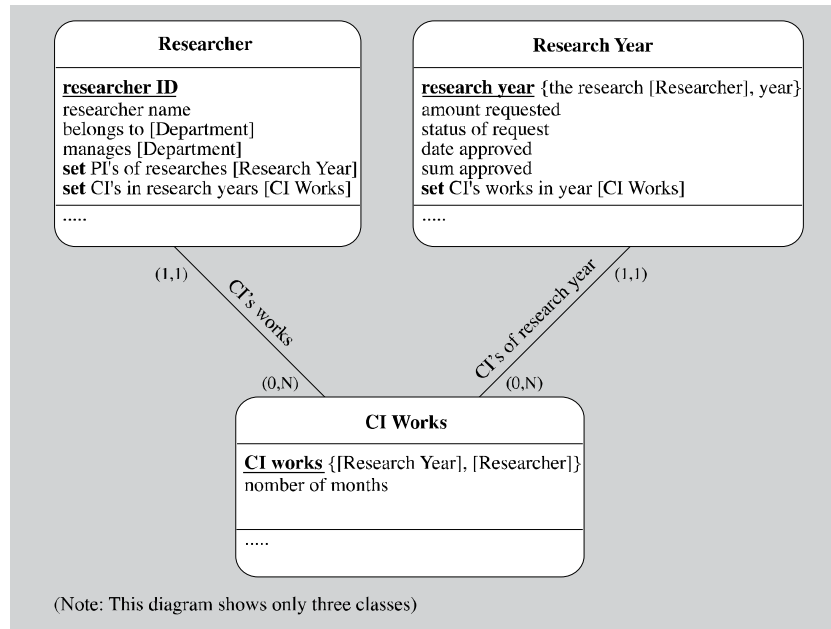 Researcher
researcher ID
researcher name
belongs to [Department]
manages [Department]
set PI's of researches [Research Year]
set CI's in research years [CI Works]
.....
Research Year
research year {the research [Researcher], year}
amount requested
status of request
date approved
sum approved
set CI's works in year [CI Works]
.....
(1,1)
CI's works
(0,N)
(1,1)
CI's of research year
(0,N)
CI Works
CI works {[Research Year], [Researcher]}
nomber of months
.....
(Note: This diagram shows only three classes)